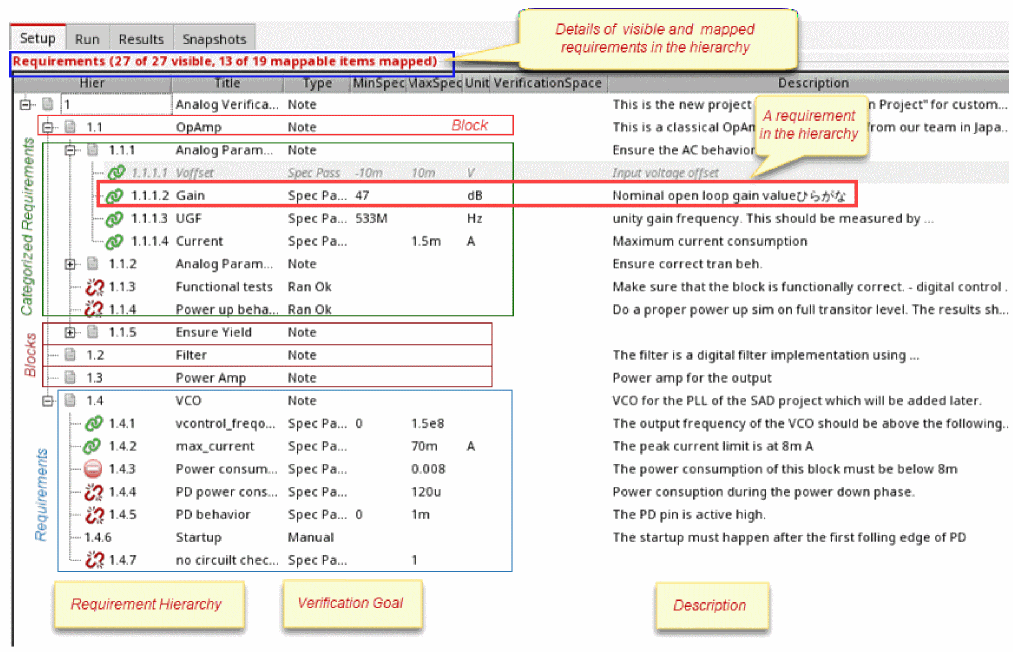 Details of visible and mapped
requirements in the hierarchy
Setup Run Results Snapshots
Requirements (27 of 27 visible, 13 of 19 mappable items mapped)
Hier Title Type MinSpec MaxSpec Unit VerificationSpace Description
1 Analog Verifica... Note This is the new project n Project" for custom...
1.1 OpAmp Note Block This is a classical OpAm from our team in Japa...
A requirement
in the hierarchy
1.1.1 Analog Param... Note Ensure the AC behavior
1.1.1.1 Voffset Spec Pass -10m 10m V Input voltage offset
1.1.1.2 Gain Spec Pa... 47 dB Nominal open loop gain valueひらがな
1.1.1.3 UGF Spec Pa... 533M Hz unity gain frequency. This should be measured by ...
1.1.1.4 Current Spec Pa... 1.5m A Maximum current consumption
1.1.2 Analog Param... Note Ensure correct tran beh.
1.1.3 Functional tests Ran Ok Make sure that the block is functionally correct. - digital control .
1.1.4 Power up beha... Ran Ok Do a proper power up sim on full transitor level. The results sh...
1.1.5 Ensure Yield Note
1.2 Filter Note The filter is a digital filter implementation using ...
1.3 Power Amp Note Power amp for the output
1.4 VCO Note VCO for the PLL of the SAD project which will be added later.
1.4.1 vcontrol_freqo... Spec Pa... 0 1.5e8 The output frequency of the VCO should be above the following...
1.4.2 max_current Spec Pa... 70m A The peak current limit is at 8m A
1.4.3 Power consum... Spec Pa... 0.008 The power consumption of this block must be below 8m
1.4.4 PD power cons... Spec Pa... 120u Power consuption during the power down phase.
1.4.5 PD behavior Spec Pa... 0 1m The PD pin is active high.
1.4.6 Startup Manual The startup must happen after the first folling edge of PD
1.4.7 no circuilt chec... Spec Pa... 1
Categorized Requirements
Blocks
Requirements
Requirement Hierarchy
Verification Goal
Description